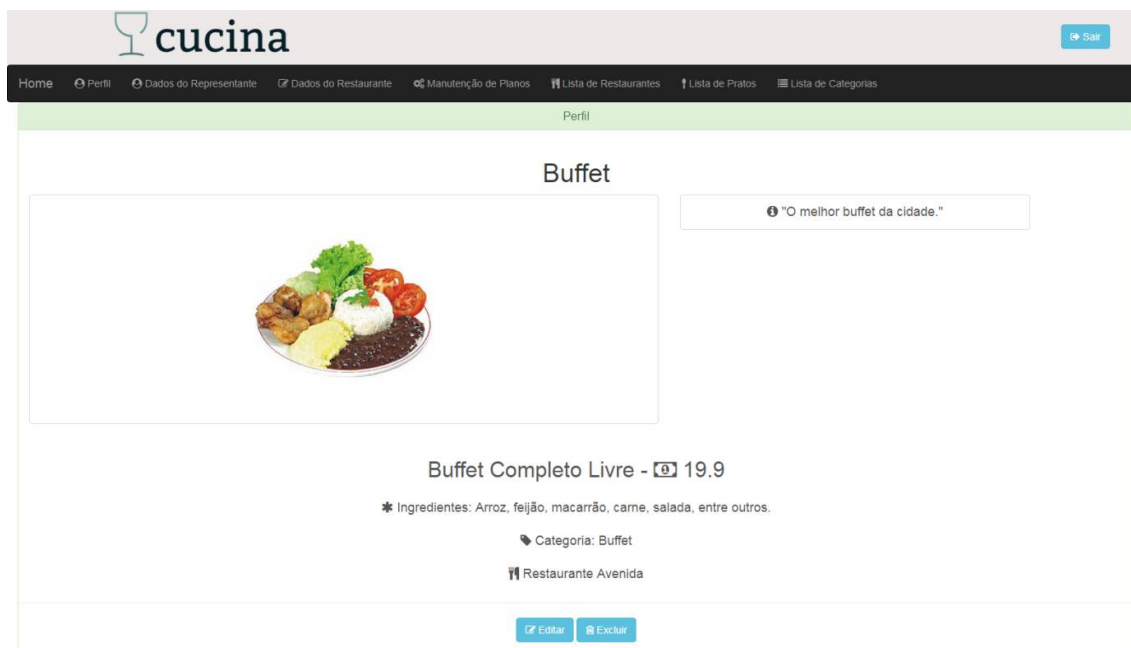 cucina
Sair
Home Perfil Dados do Representante Dados do Restaurante Manutenção de Planos Lista de Restaurantes Lista de Pratos Lista de Categorias
Perfil
Buffet
"O melhor buffet da cidade."
Buffet Completo Livre - 19.9
Ingredientes: Arroz, feijão, macarrão, carne, salada, entre outros.
Categoria: Buffet
Restaurante Avenida
Editar Excluir